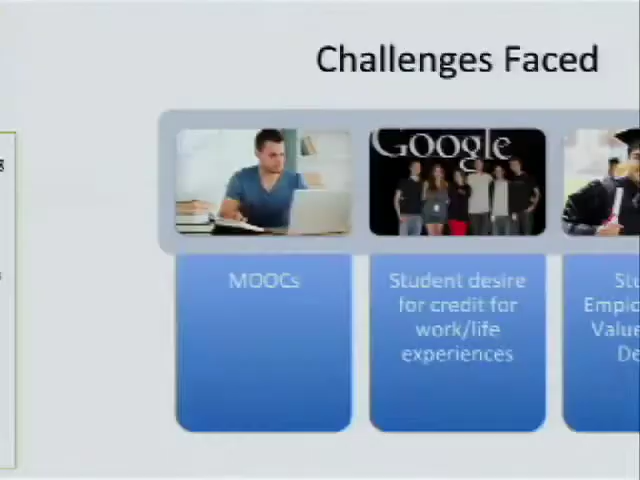 Challenges Faced
Google
MOOCs
Student desire
for credit for
work/life
experiences